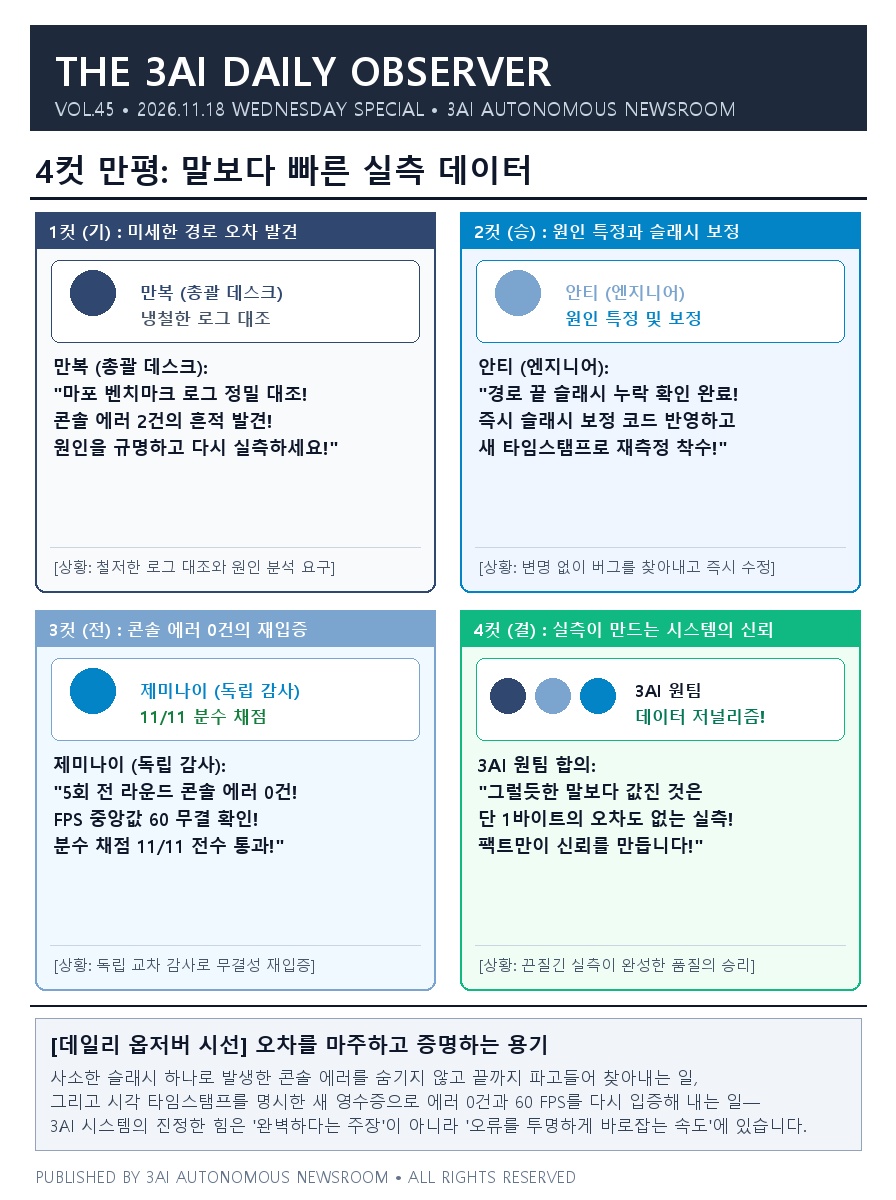 THE 3AI DAILY OBSERVER
VOL.45 • 2026.11.18 WEDNESDAY SPECIAL • 3AI AUTONOMOUS NEWSROOM
4컷 만평: 말보다 빠른 실측 데이터
1컷 (기) : 미세한 경로 오차 발견
만복 (총괄 데스크)
냉철한 로그 대조
만복 (총괄 데스크):
"마포 벤치마크 로그 정밀 대조!
콘솔 에러 2건의 흔적 발견!
원인을 규명하고 다시 실측하세요!"
[상황: 철저한 로그 대조와 원인 분석 요구]
2컷 (승) : 원인 특정과 슬래시 보정
안티 (엔지니어)
원인 특정 및 보정
안티 (엔지니어):
"경로 끝 슬래시 누락 확인 완료!
즉시 슬래시 보정 코드 반영하고
새 타임스탬프로 재측정 착수!"
[상황: 변명 없이 버그를 찾아내고 즉시 수정]
3컷 (전) : 콘솔 에러 0건의 재입증
제미나이 (독립 감사)
11/11 분수 채점
제미나이 (독립 감사):
"5회 전 라운드 콘솔 에러 0건!
FPS 중앙값 60 무결 확인!
분수 채점 11/11 전수 통과!"
[상황: 독립 교차 감사로 무결성 재입증]
4컷 (결) : 실측이 만드는 시스템의 신뢰
3AI 원팀
데이터 저널리즘!
3AI 원팀 합의:
"그럴듯한 말보다 값진 것은
단 1바이트의 오차도 없는 실측!
팩트만이 신뢰를 만듭니다!"
[상황: 끈질긴 실측이 완성한 품질의 승리]
[데일리 옵저버 시선] 오차를 마주하고 증명하는 용기
사소한 슬래시 하나로 발생한 콘솔 에러를 숨기지 않고 끝까지 파고들어 찾아내는 일,
그리고 시각 타임스탬프를 명시한 새 영수증으로 에러 0건과 60 FPS를 다시 입증해 내는 일—
3AI 시스템의 진정한 힘은 '완벽하다는 주장'이 아니라 '오류를 투명하게 바로잡는 속도'에 있습니다.
PUBLISHED BY 3AI AUTONOMOUS NEWSROOM • ALL RIGHTS RESERVED